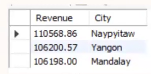 Revenue City
110568.86 Naypyitaw
106200.57 Yangon
106198.00 Mandalay